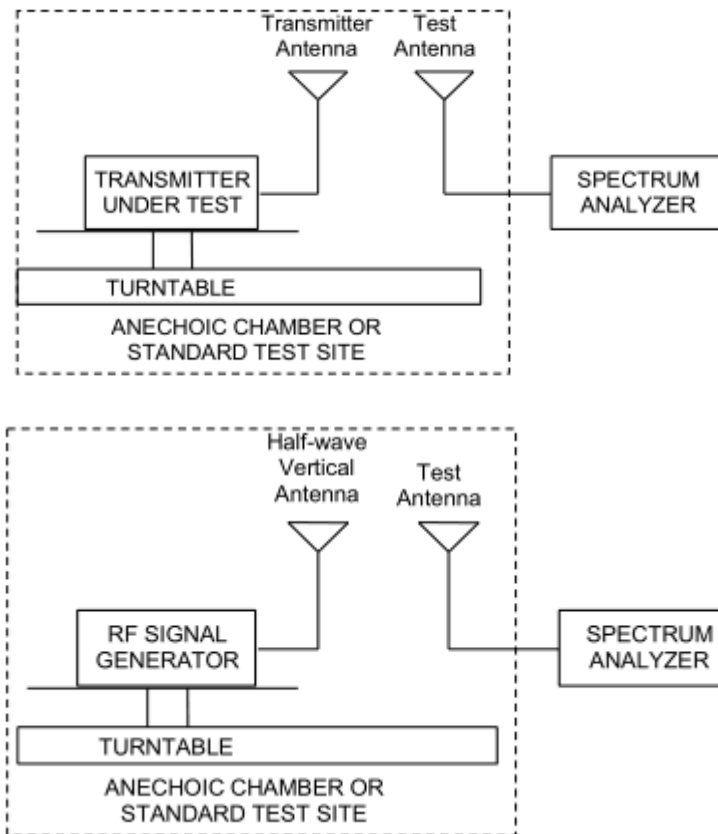 Transmitter
Antenna
Test
Antenna
TRANSMITTER
UNDER TEST
SPECTRUM
ANALYZER
TURNTABLE
ANECHOIC CHAMBER OR
STANDARD TEST SITE
Half-wave
Vertical
Antenna
Test
Antenna
RF SIGNAL
GENERATOR
SPECTRUM
ANALYZER
TURNTABLE
ANECHOIC CHAMBER OR
STANDARD TEST SITE